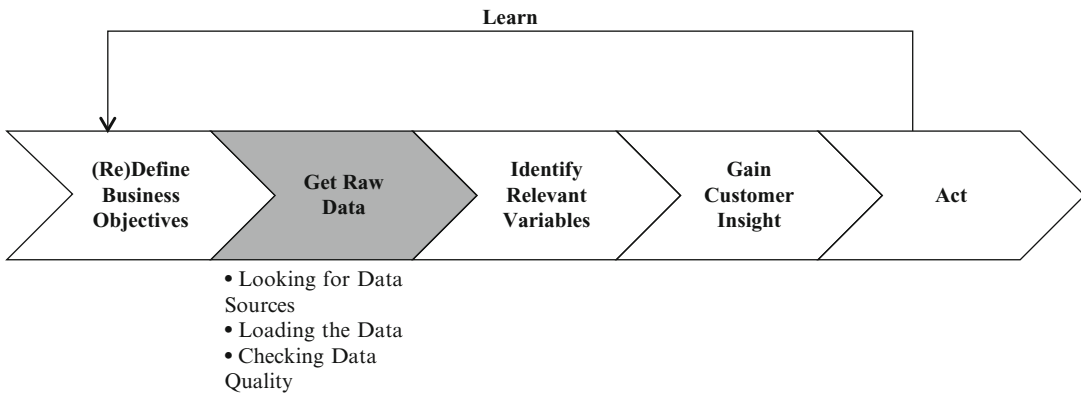 Learn
(Re)Define
Business
Objectives
Get Raw
Data
Identify
Relevant
Variables
Gain
Customer
Insight
Act
• Looking for Data
Sources
• Loading the Data
• Checking Data
Quality